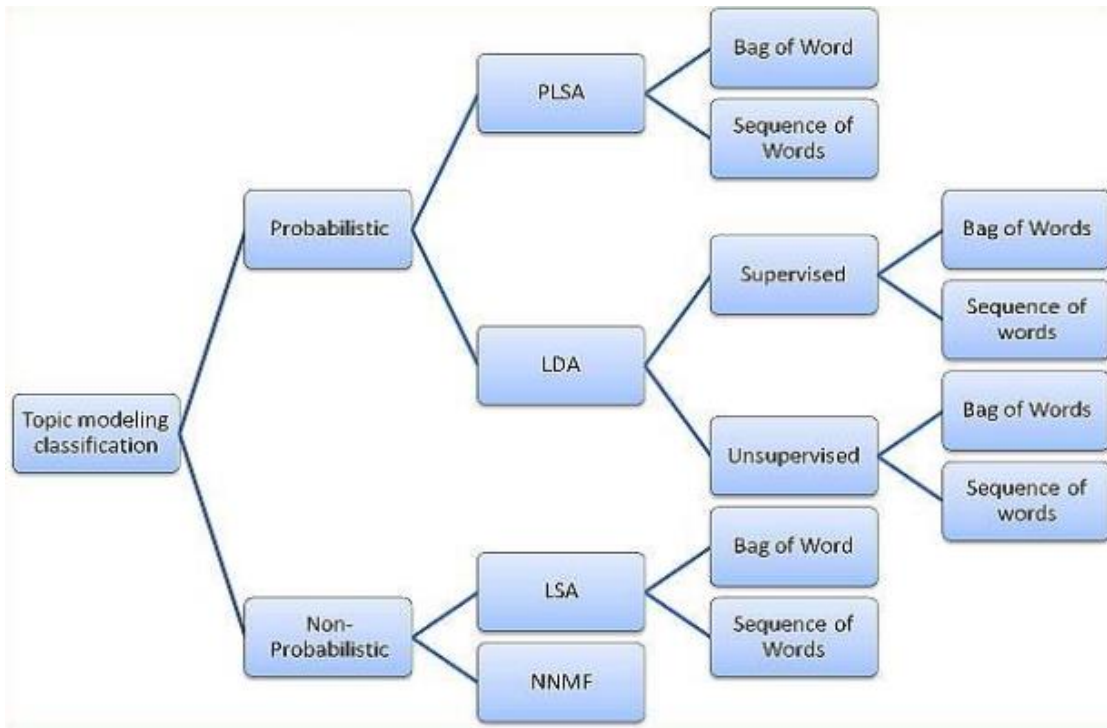 Topic modeling
classification
Probabilistic
PLSA
Bag of Word
Sequence of
Words
LDA
Supervised
Bag of Words
Sequence of
words
Unsupervised
Bag of Words
Sequence of
words
Non-
Probabilistic
LSA
Bag of Word
Sequence of
Words
NNMF